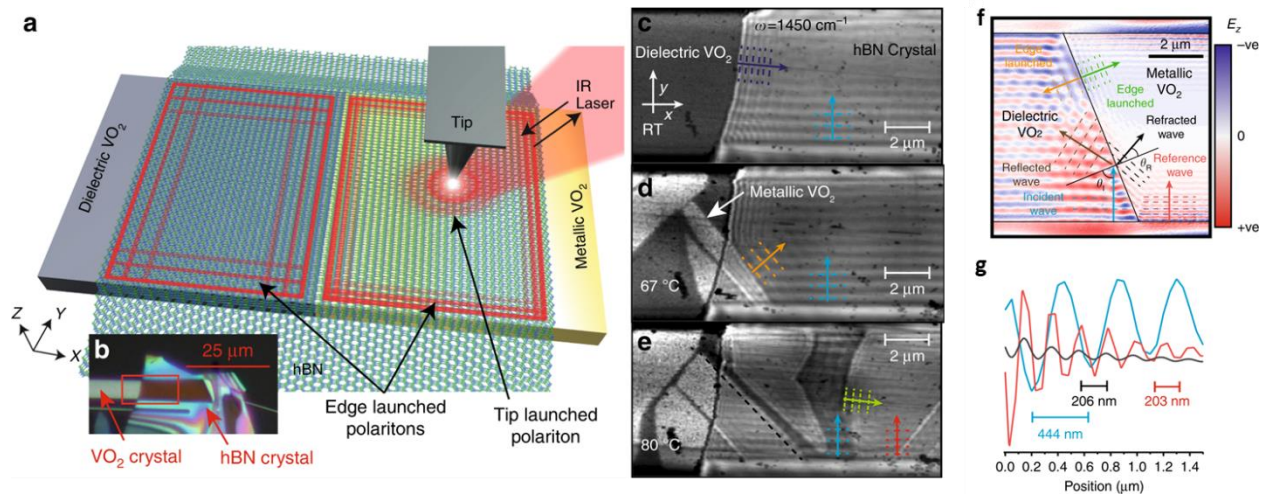 a
Dielectric VO2
Tip
IR
Laser
Metallic VO2
Z
Y
X
hBN
Edge launched
polaritons
Tip launched
polariton
b
25 µm
VO2 crystal
hBN crystal
c
ω=1450 cm−1
Dielectric VO2
hBN Crystal
y
x
RT
2 µm
d
Metallic VO2
67 °C
2 µm
e
2 µm
80 °C
f
Ez
Edge
launched
2 µm
Metallic
VO2
Edge
launched
Dielectric
VO2
Refracted
wave
θR
Reflected
wave
θI
Reference
wave
Incident
wave
−ve
0
+ve
g
206 nm
203 nm
444 nm
0.0 0.2 0.4 0.6 0.8 1.0 1.2 1.4
Position (µm)